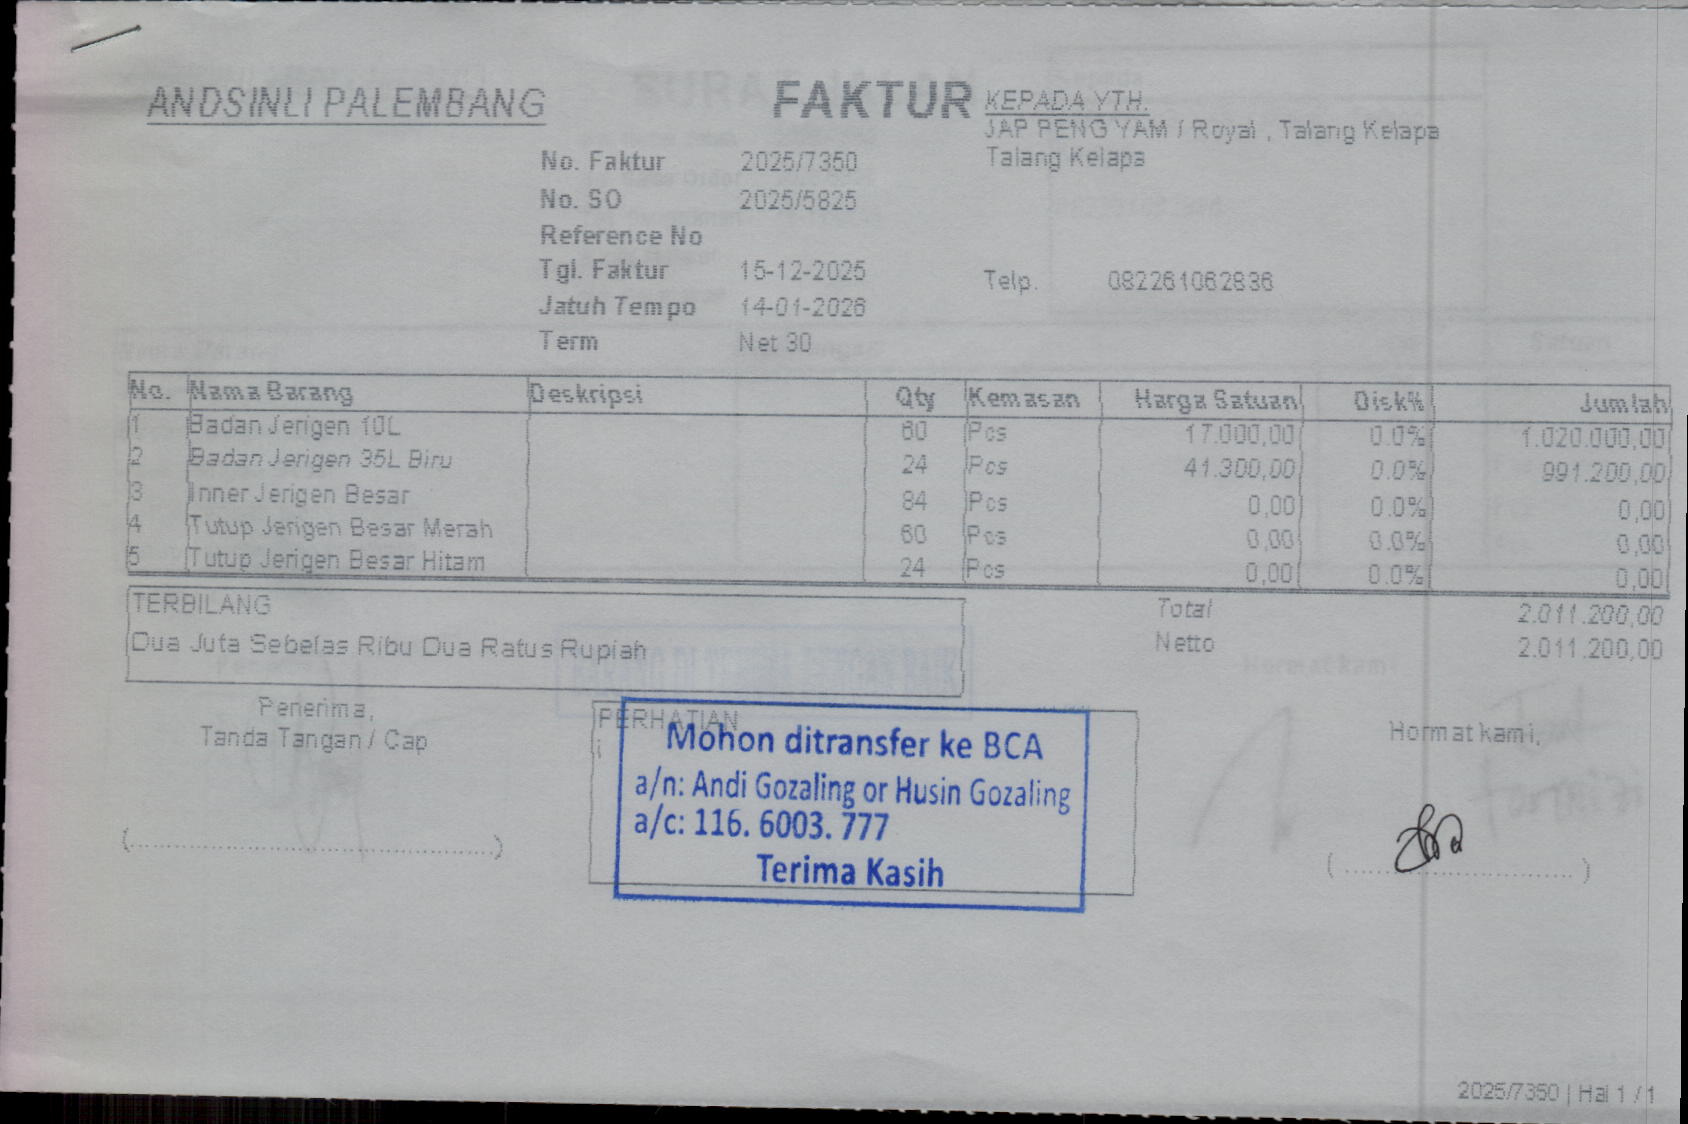 ANDSINLI PALEMBANG
FAKTUR
KEPADA YTH.
JAP PENG YAM / Royal , Talang Kelapa
Talang Kelapa
No. Faktur 2025/7350
No. SO 2025/5825
Reference No
Tgl. Faktur 15-12-2025
Jatuh Tempo 14-01-2026
Term Net 30
Telp. 082261062836
No. Nama Barang Deskripsi Qty Kemasan Harga Satuan Disk% Jumlah
1 Badan Jerigen 10L 60 Pcs 17.000,00 0.0% 1.020.000,00
2 Badan Jerigen 35L Biru 24 Pcs 41.300,00 0.0% 991.200,00
3 Inner Jerigen Besar 84 Pcs 0,00 0.0% 0,00
4 Tutup Jerigen Besar Merah 60 Pcs 0,00 0.0% 0,00
5 Tutup Jerigen Besar Hitam 24 Pcs 0,00 0.0% 0,00
TERBILANG
Dua Juta Sebelas Ribu Dua Ratus Rupiah
Total 2.011.200,00
Netto 2.011.200,00
Penerima,
Tanda Tangan / Cap
(..............................)
PERHATIAN
i
Mohon ditransfer ke BCA
a/n: Andi Gozaling or Husin Gozaling
a/c: 116. 6003. 777
Terima Kasih
Hormat kami,
(..............................)
2025/7350 | Hal 1 / 1